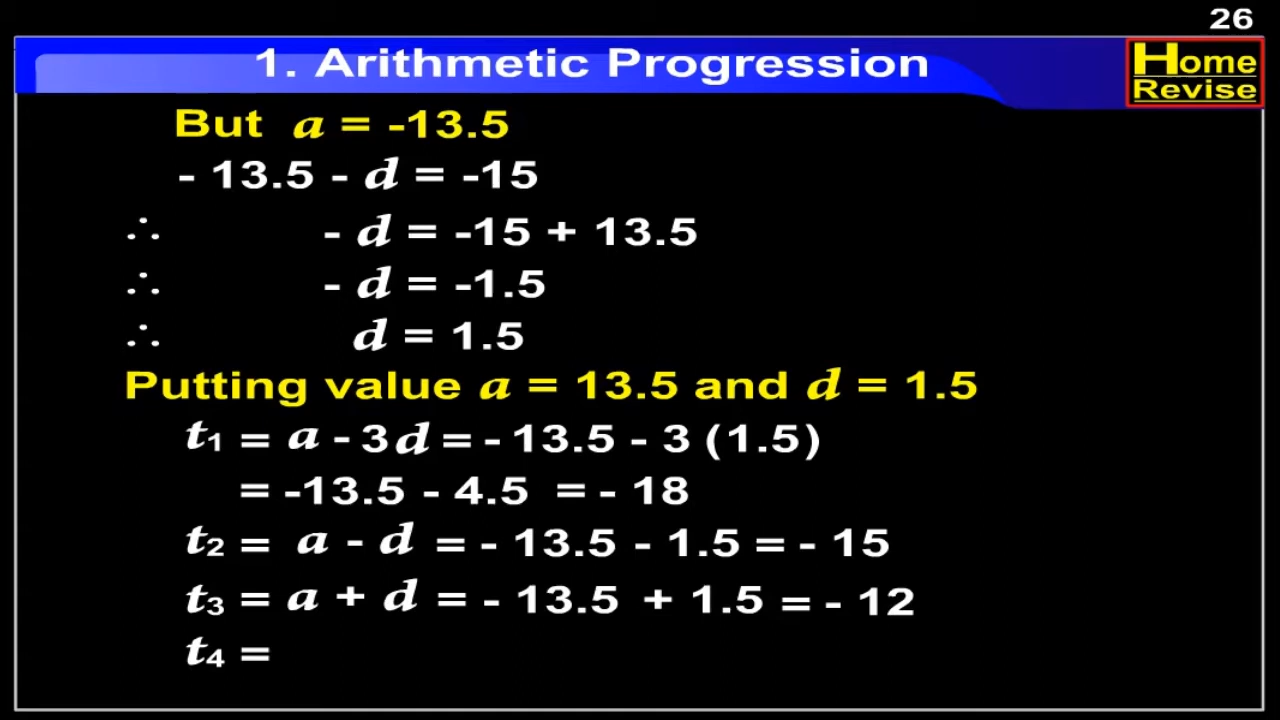 26
1. Arithmetic Progression
Home
Revise
But a = -13.5
- 13.5 - d = -15
∴ - d = -15 + 13.5
∴ - d = -1.5
∴ d = 1.5
Putting value a = 13.5 and d = 1.5
t₁ = a - 3d = - 13.5 - 3 (1.5)
= -13.5 - 4.5 = - 18
t₂ = a - d = - 13.5 - 1.5 = - 15
t₃ = a + d = - 13.5 + 1.5 = - 12
t₄ =